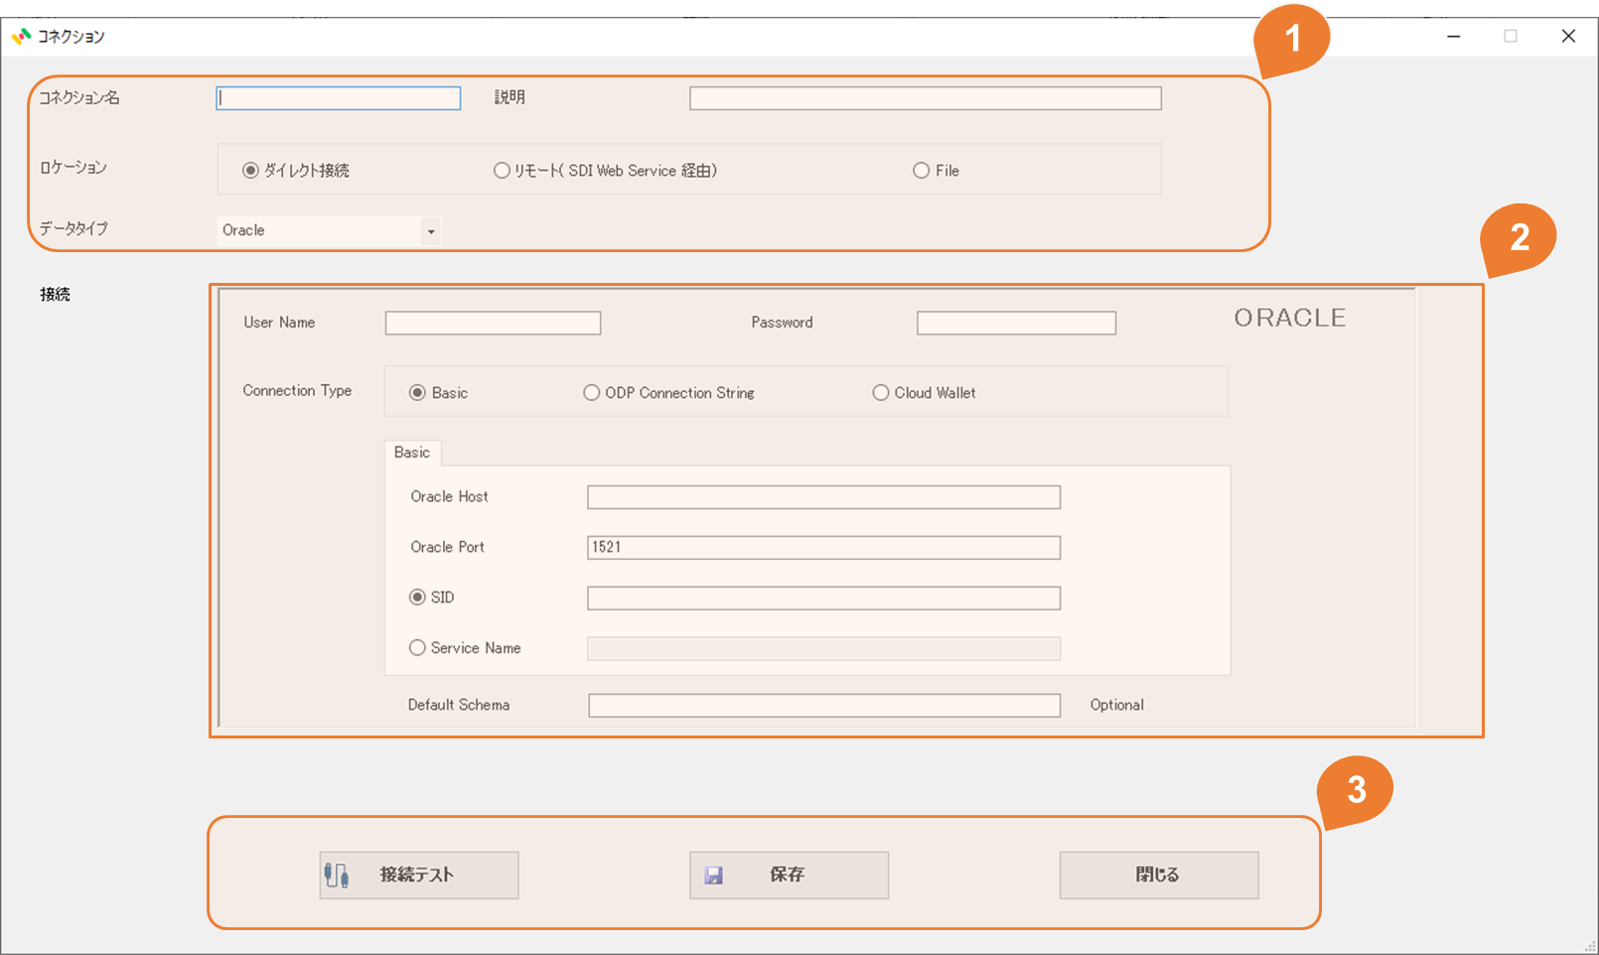 コネクション
1
コネクション名 説明
ロケーション ダイレクト接続 リモート( SDI Web Service 経由) File
データタイプ Oracle
2
接続
User Name Password ORACLE
Connection Type Basic ODP Connection String Cloud Wallet
Basic
Oracle Host
Oracle Port 1521
SID
Service Name
Default Schema Optional
3
接続テスト 保存 閉じる